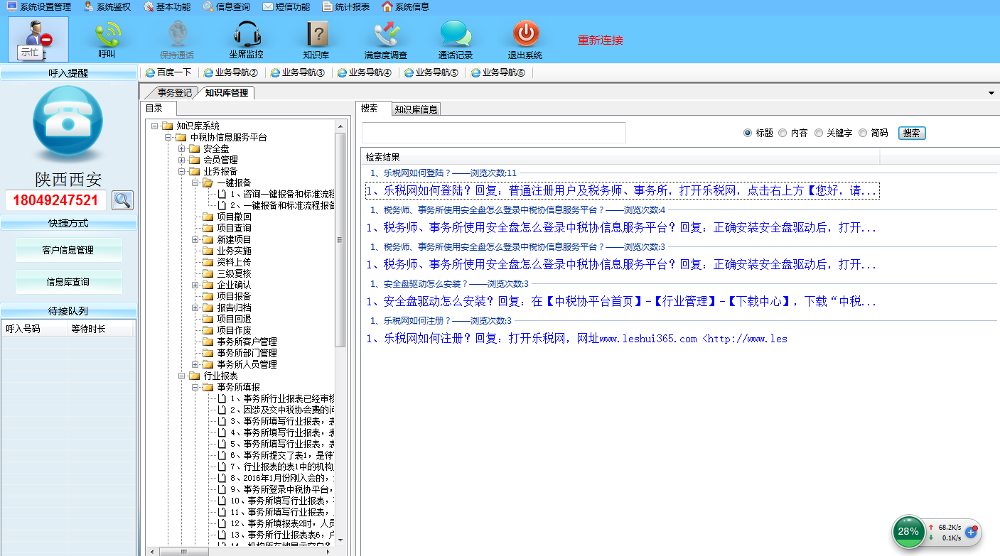 系统设置管理 系统鉴权 基本功能 信息查询 短信功能 统计报表 系统信息
示忙 呼叫 保持通话 坐席监控 知识库 满意度调查 通话记录 退出系统 重新连接
呼入提醒
百度一下 业务导航② 业务导航③ 业务导航④ 业务导航⑤ 业务导航⑥
事务登记 知识库管理
陕西西安
18049247521
快捷方式
客户信息管理
信息库查询
待接队列
呼入号码 等待时长
目录
知识库系统
中税协信息服务平台
安全盘
会员管理
业务报备
一键报备
1、咨询一键报备和标准流程
2、一键报备和标准流程报备
项目撤回
项目查询
新建项目
业务实施
资料上传
三级复核
企业确认
项目报备
报告归档
项目回退
项目作废
事务所客户管理
事务所部门管理
事务所人员管理
行业报表
事务所填报
1、事务所行业报表已经审核
2、因涉及交中税协会费的问
3、事务所填写行业报表，表
4、事务所填写行业报表，表
5、事务所填写行业报表，表
6、事务所提交了表1，是待
7、行业报表的表1中的机构
8、2016年1月份刚入会的，
9、事务所登录中税协平台，
10、事务所填写行业报表，
11、事务所填写行业报表，
12、事务所填报表2时，人员
13、事务所行业报表表6，户
14、机构所在地显示空白？
搜索 知识库信息
标题 内容 关键字 简码 搜索
检索结果
1、乐税网如何登陆？——浏览次数:11
1、乐税网如何登陆？回复：普通注册用户及税务师、事务所，打开乐税网，点击右上方【您好，请...
1、税务师、事务所使用安全盘怎么登录中税协信息服务平台？——浏览次数:4
1、税务师、事务所使用安全盘怎么登录中税协信息服务平台？回复：正确安装安全盘驱动后，打开...
1、税务师、事务所使用安全盘怎么登录中税协信息服务平台？——浏览次数:3
1、税务师、事务所使用安全盘怎么登录中税协信息服务平台？回复：正确安装安全盘驱动后，打开...
1、安全盘驱动怎么安装？——浏览次数:3
1、安全盘驱动怎么安装？回复：在【中税协平台首页】-【行业管理】-【下载中心】，下载“中税...
1、乐税网如何注册？——浏览次数:3
1、乐税网如何注册？回复：打开乐税网，网址www.leshui365.com <http://www.les
28% 68.2K/s
0.1K/s